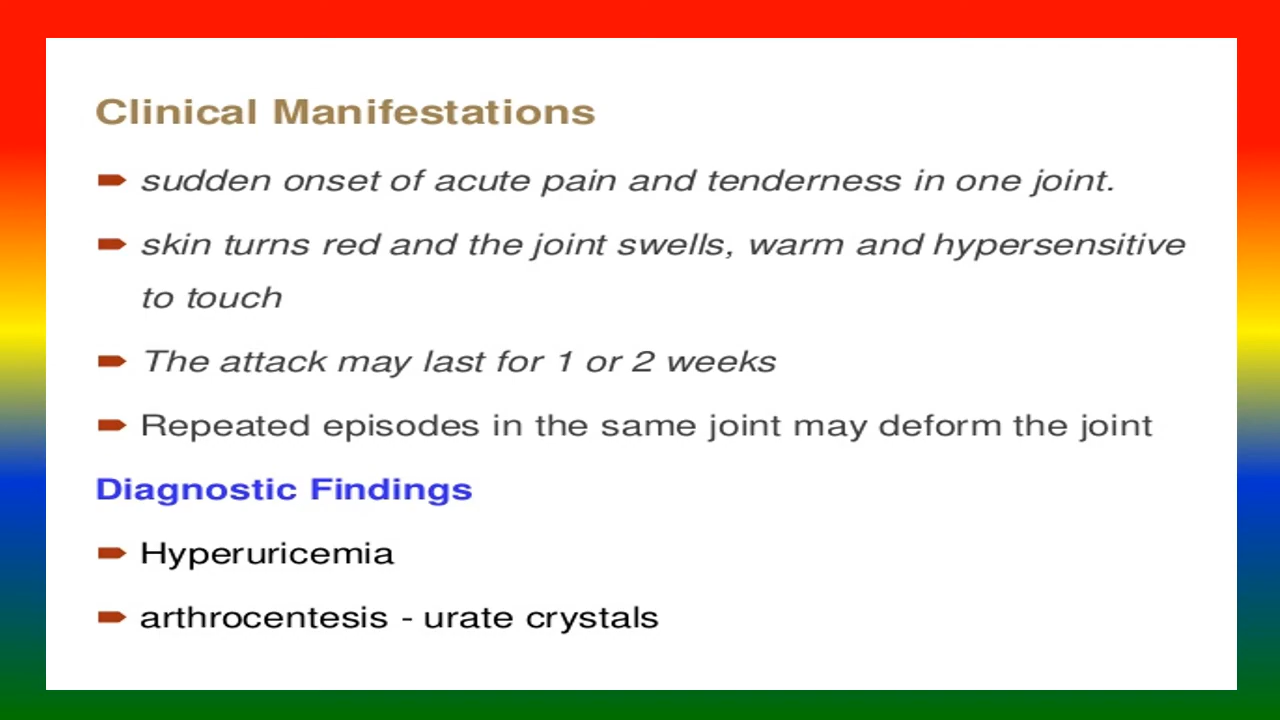 Clinical Manifestations
sudden onset of acute pain and tenderness in one joint.
skin turns red and the joint swells, warm and hypersensitive
to touch
The attack may last for 1 or 2 weeks
Repeated episodes in the same joint may deform the joint
Diagnostic Findings
Hyperuricemia
arthrocentesis - urate crystals